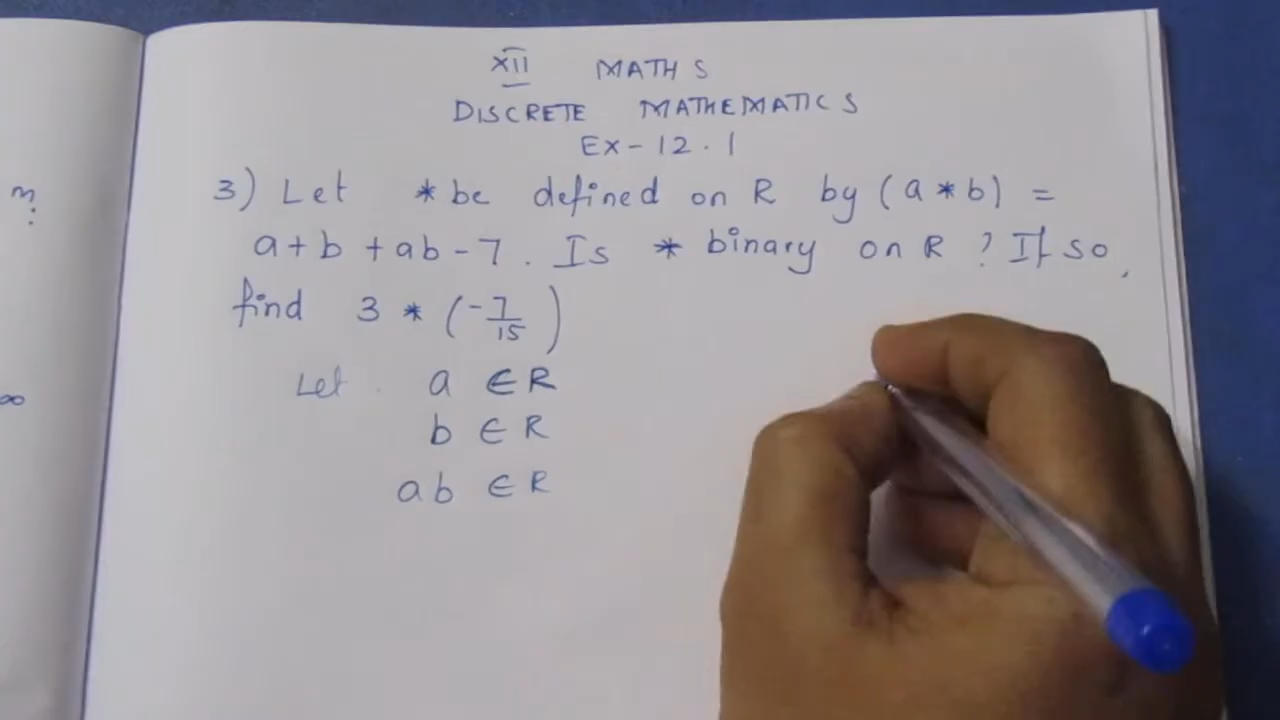 XII MATHS
DISCRETE MATHEMATICS
EX-12.1
3) Let * be defined on R by (a * b) =
a+b+ab-7. Is * binary on R? If so,
find 3 * (-7/15)
Let a ∈ R
b ∈ R
ab ∈ R
m
:
∞